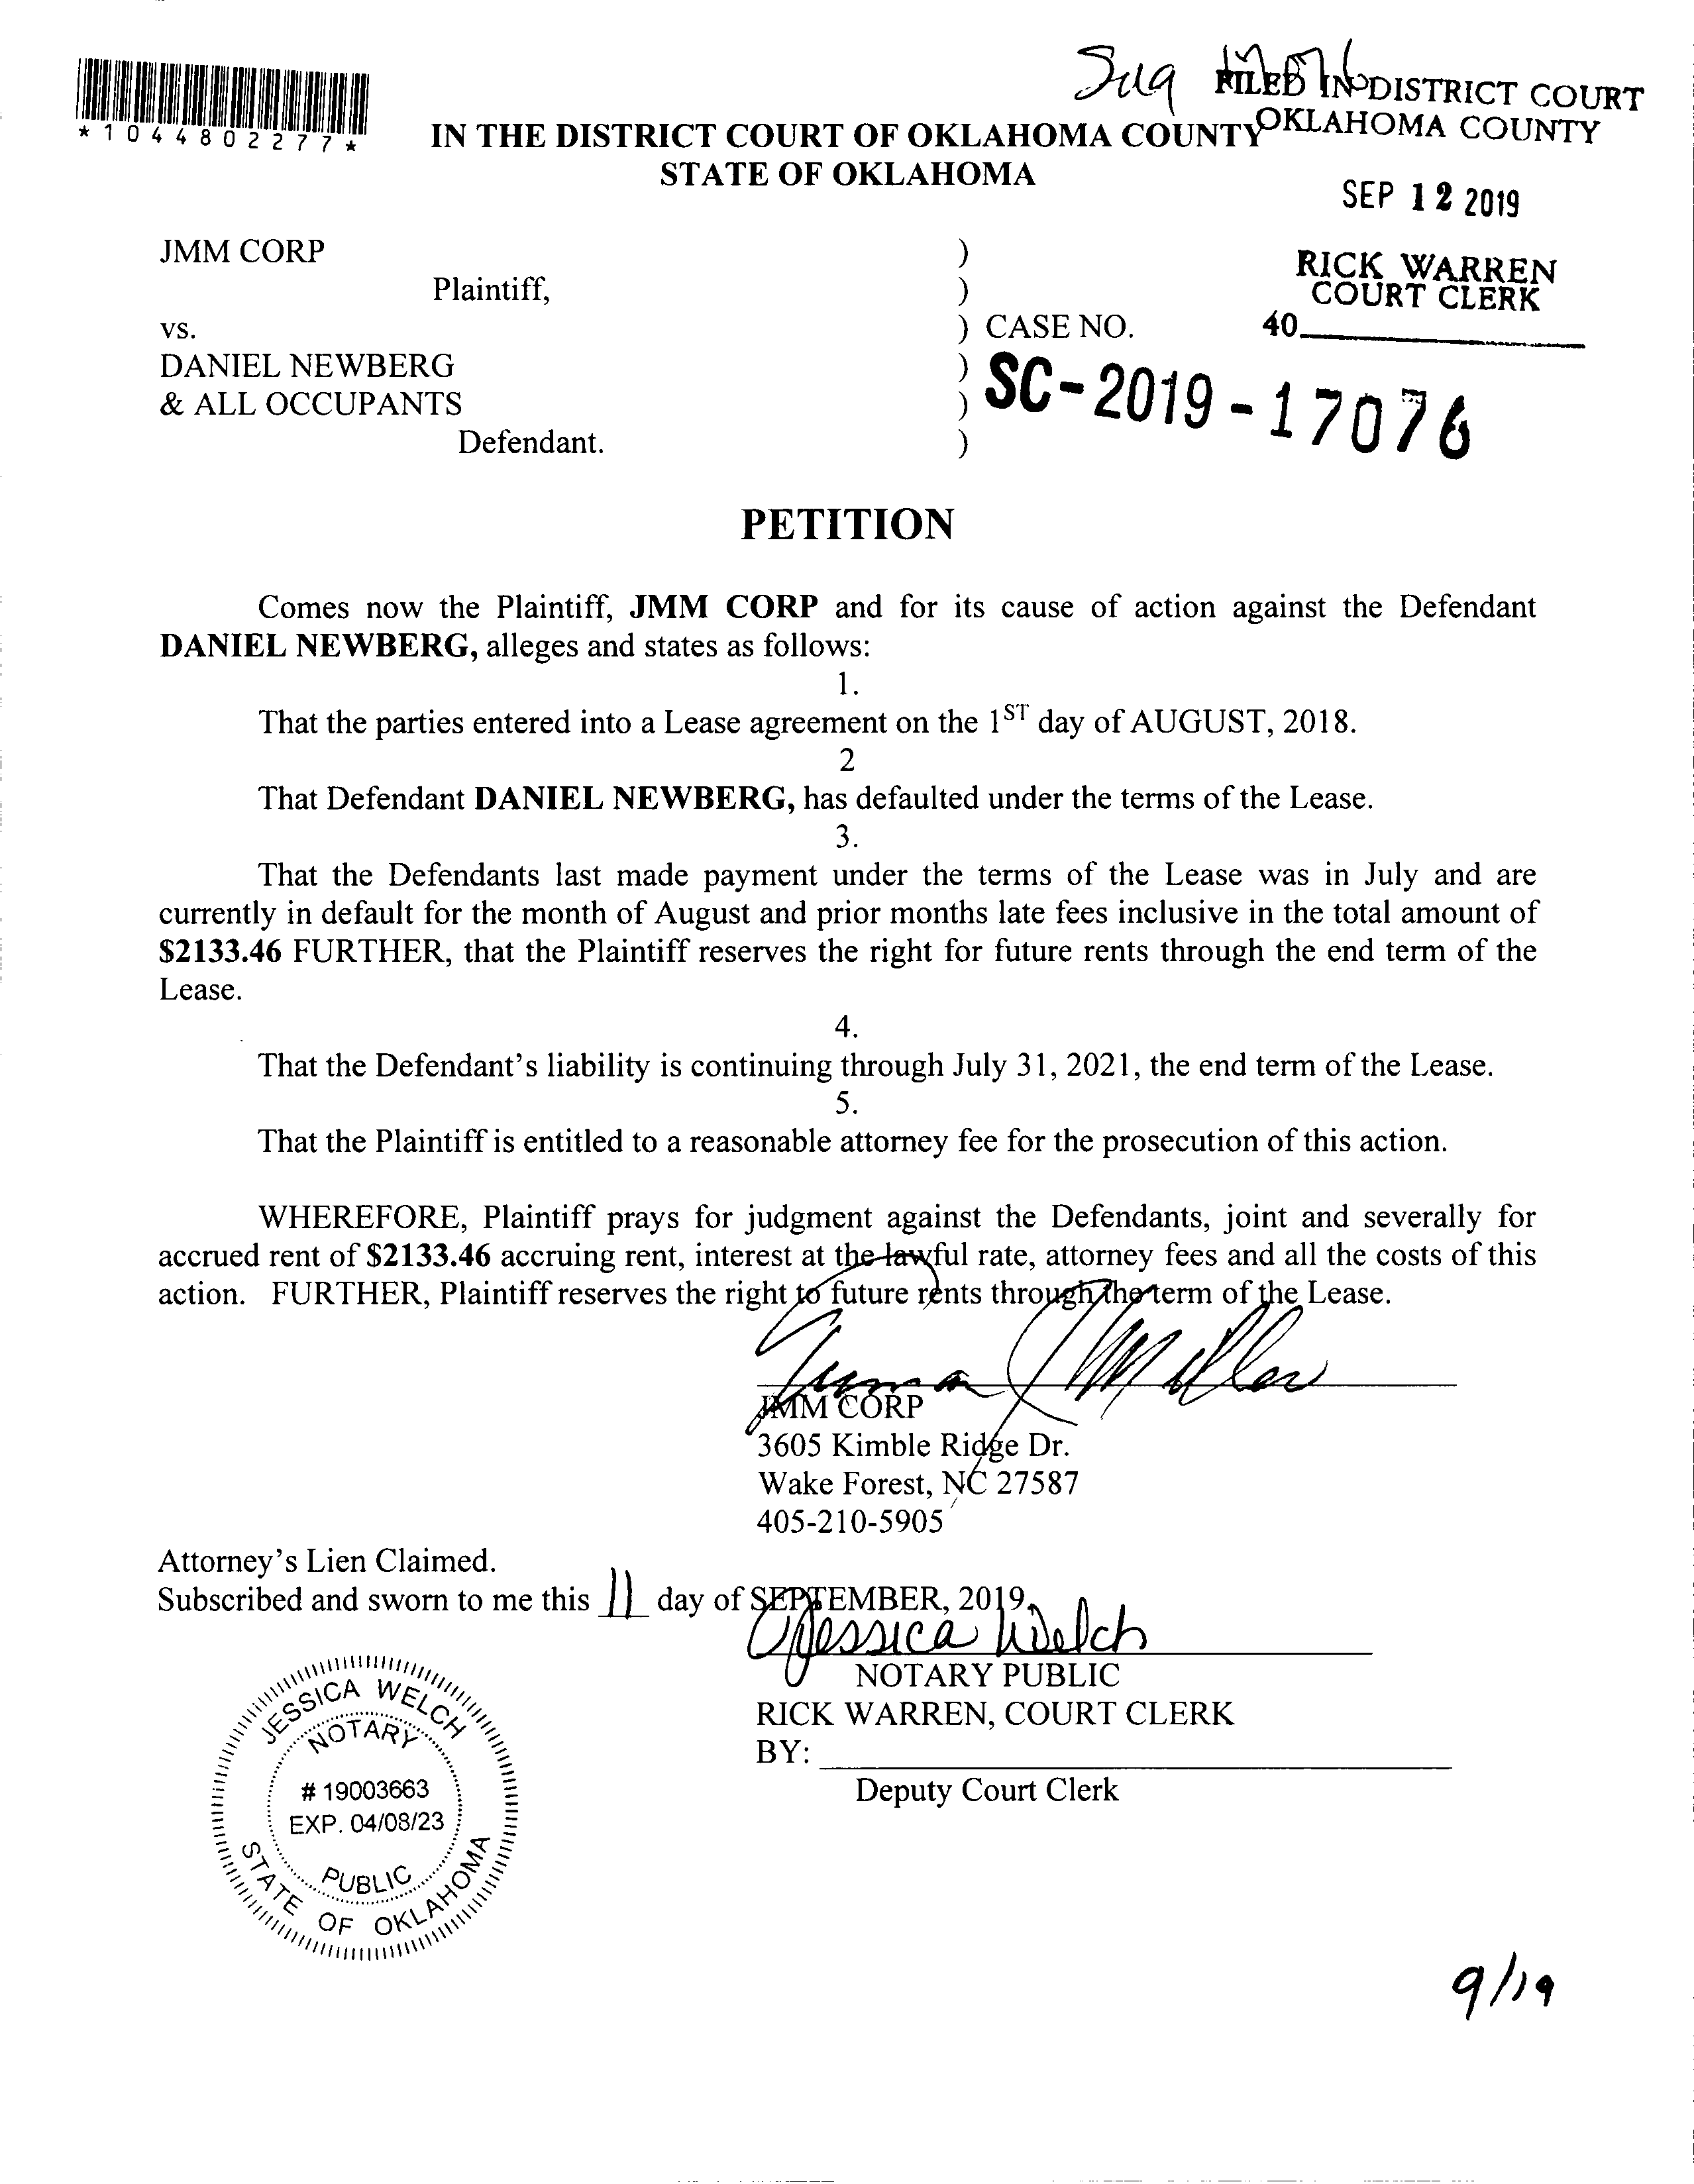 *1044802277*
FILED IN DISTRICT COURT
OKLAHOMA COUNTY
IN THE DISTRICT COURT OF OKLAHOMA COUNTY
STATE OF OKLAHOMA
SEP 12 2019
RICK WARREN
COURT CLERK
40
JMM CORP )
Plaintiff, )
vs. ) CASE NO.
DANIEL NEWBERG )
& ALL OCCUPANTS )
Defendant. )
SC-2019-17076
PETITION
Comes now the Plaintiff, JMM CORP and for its cause of action against the Defendant
DANIEL NEWBERG, alleges and states as follows:
1.
That the parties entered into a Lease agreement on the 1ST day of AUGUST, 2018.
2
That Defendant DANIEL NEWBERG, has defaulted under the terms of the Lease.
3.
That the Defendants last made payment under the terms of the Lease was in July and are
currently in default for the month of August and prior months late fees inclusive in the total amount of
$2133.46 FURTHER, that the Plaintiff reserves the right for future rents through the end term of the
Lease.
4.
That the Defendant's liability is continuing through July 31, 2021, the end term of the Lease.
5.
That the Plaintiff is entitled to a reasonable attorney fee for the prosecution of this action.
WHEREFORE, Plaintiff prays for judgment against the Defendants, joint and severally for
accrued rent of $2133.46 accruing rent, interest at the lawful rate, attorney fees and all the costs of this
action. FURTHER, Plaintiff reserves the right to future rents through the term of the Lease.
JMM CORP
3605 Kimble Ridge Dr.
Wake Forest, NC 27587
405-210-5905
Attorney's Lien Claimed.
Subscribed and sworn to me this 11 day of SEPTEMBER, 2019.
Jessica Welch
NOTARY PUBLIC
RICK WARREN, COURT CLERK
BY:
Deputy Court Clerk
JESSICA WELCH
NOTARY
# 19003663
EXP. 04/08/23
PUBLIC
STATE OF OKLAHOMA
9/19